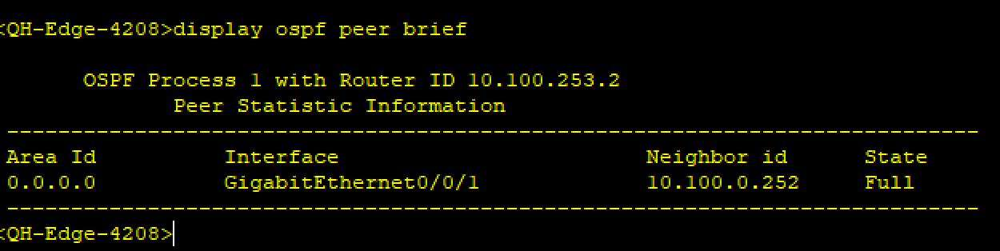 <QH-Edge-4208>display ospf peer brief
OSPF Process 1 with Router ID 10.100.253.2
Peer Statistic Information
----------------------------------------------------------------------------
Area Id Interface Neighbor id State
0.0.0.0 GigabitEthernet0/0/1 10.100.0.252 Full
----------------------------------------------------------------------------
<QH-Edge-4208>